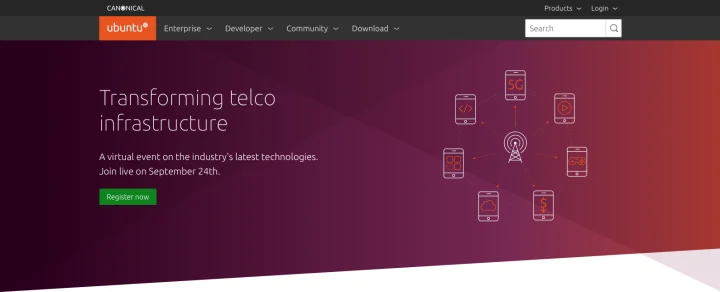 CANONICAL
Products
Login
ubuntu
Enterprise
Developer
Community
Download
Search
Transforming telco
infrastructure
A virtual event on the industry's latest technologies.
Join live on September 24th.
Register now
5G
</>
$